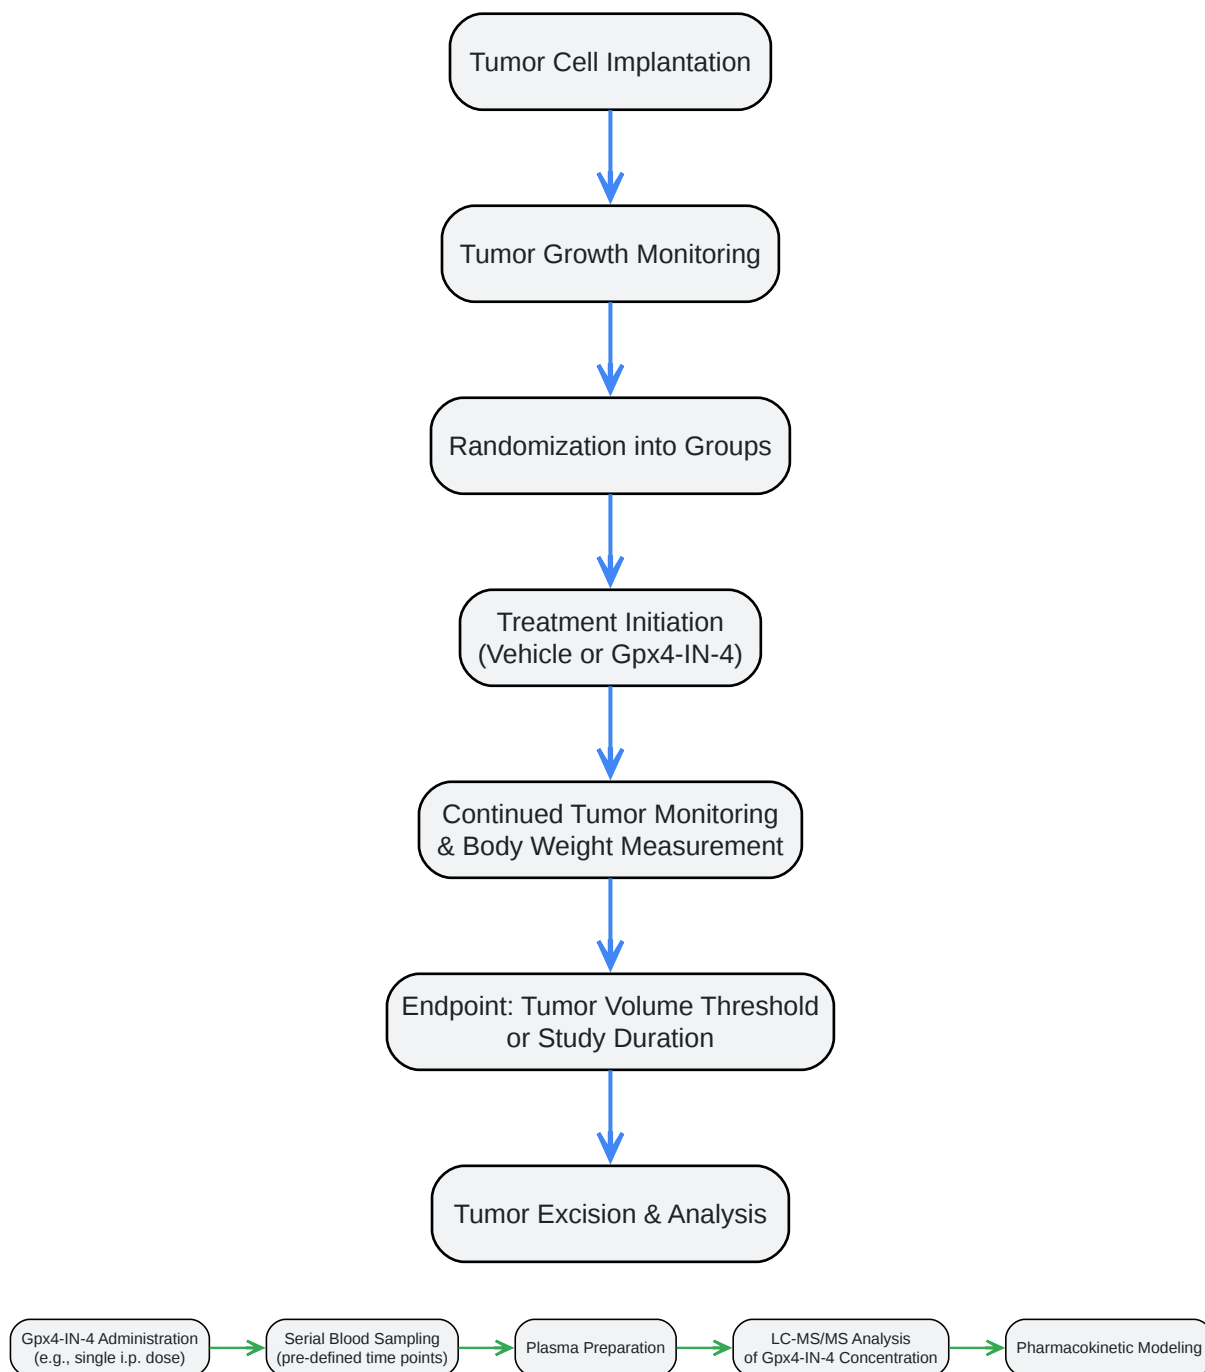 Tumor Cell Implantation
Tumor Growth Monitoring
Randomization into Groups
Treatment Initiation
(Vehicle or Gpx4-IN-4)
Continued Tumor Monitoring
& Body Weight Measurement
Endpoint: Tumor Volume Threshold
or Study Duration
Tumor Excision & Analysis
Gpx4-IN-4 Administration
(e.g., single i.p. dose)
Serial Blood Sampling
(pre-defined time points)
Plasma Preparation
LC-MS/MS Analysis
of Gpx4-IN-4 Concentration
Pharmacokinetic Modeling